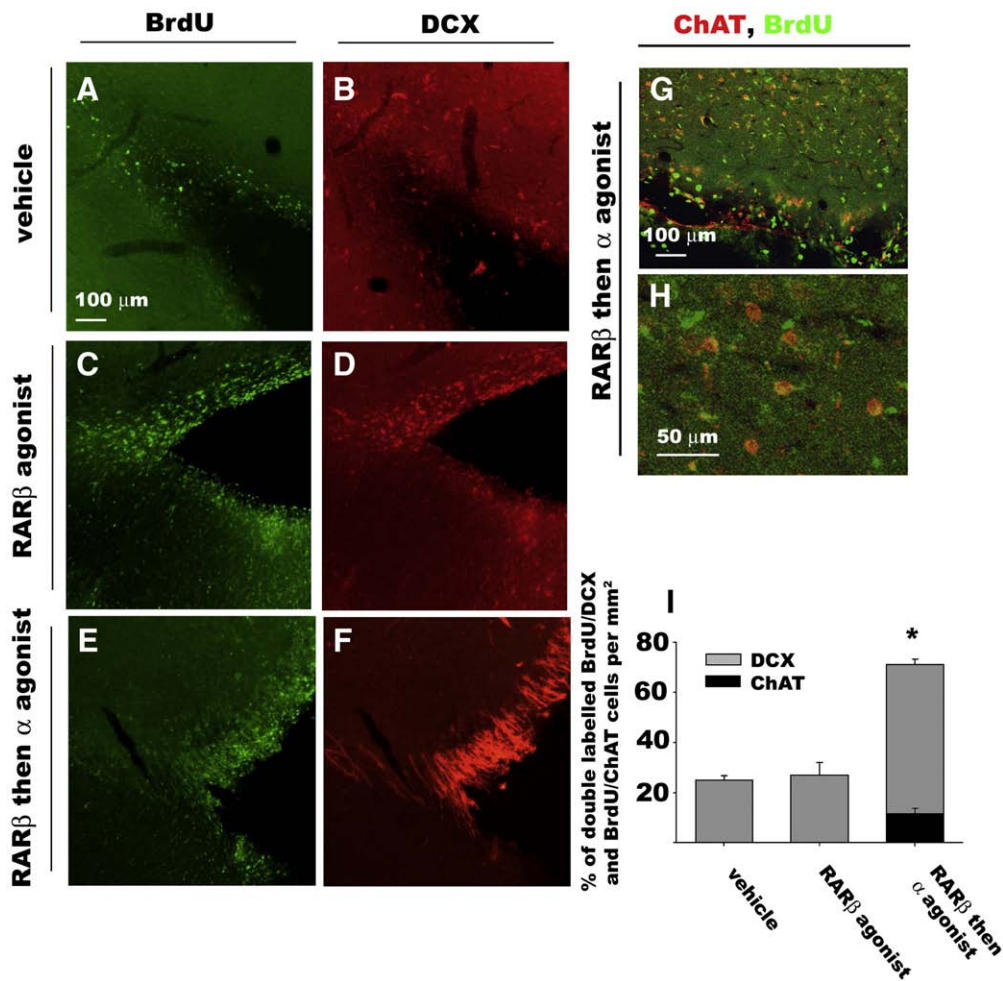 BrdU
DCX
ChAT, BrdU
vehicle
A
100 μm
B
RARβ agonist
C
D
RARβ then α agonist
E
F
RARβ then α agonist
G
100 μm
H
50 μm
I
% of double labelled BrdU/DCX
and BrdU/ChAT cells per mm²
80
60
40
20
DCX
ChAT
*
vehicle
RARβ agonist
RARβ then
α agonist